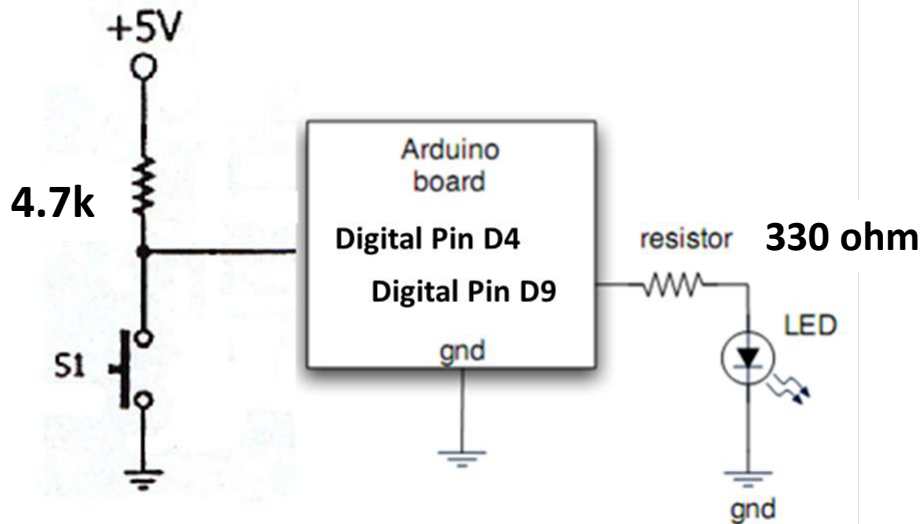 +5V
4.7k
S1
Arduino
board
Digital Pin D4
Digital Pin D9
gnd
resistor
330 ohm
LED
gnd